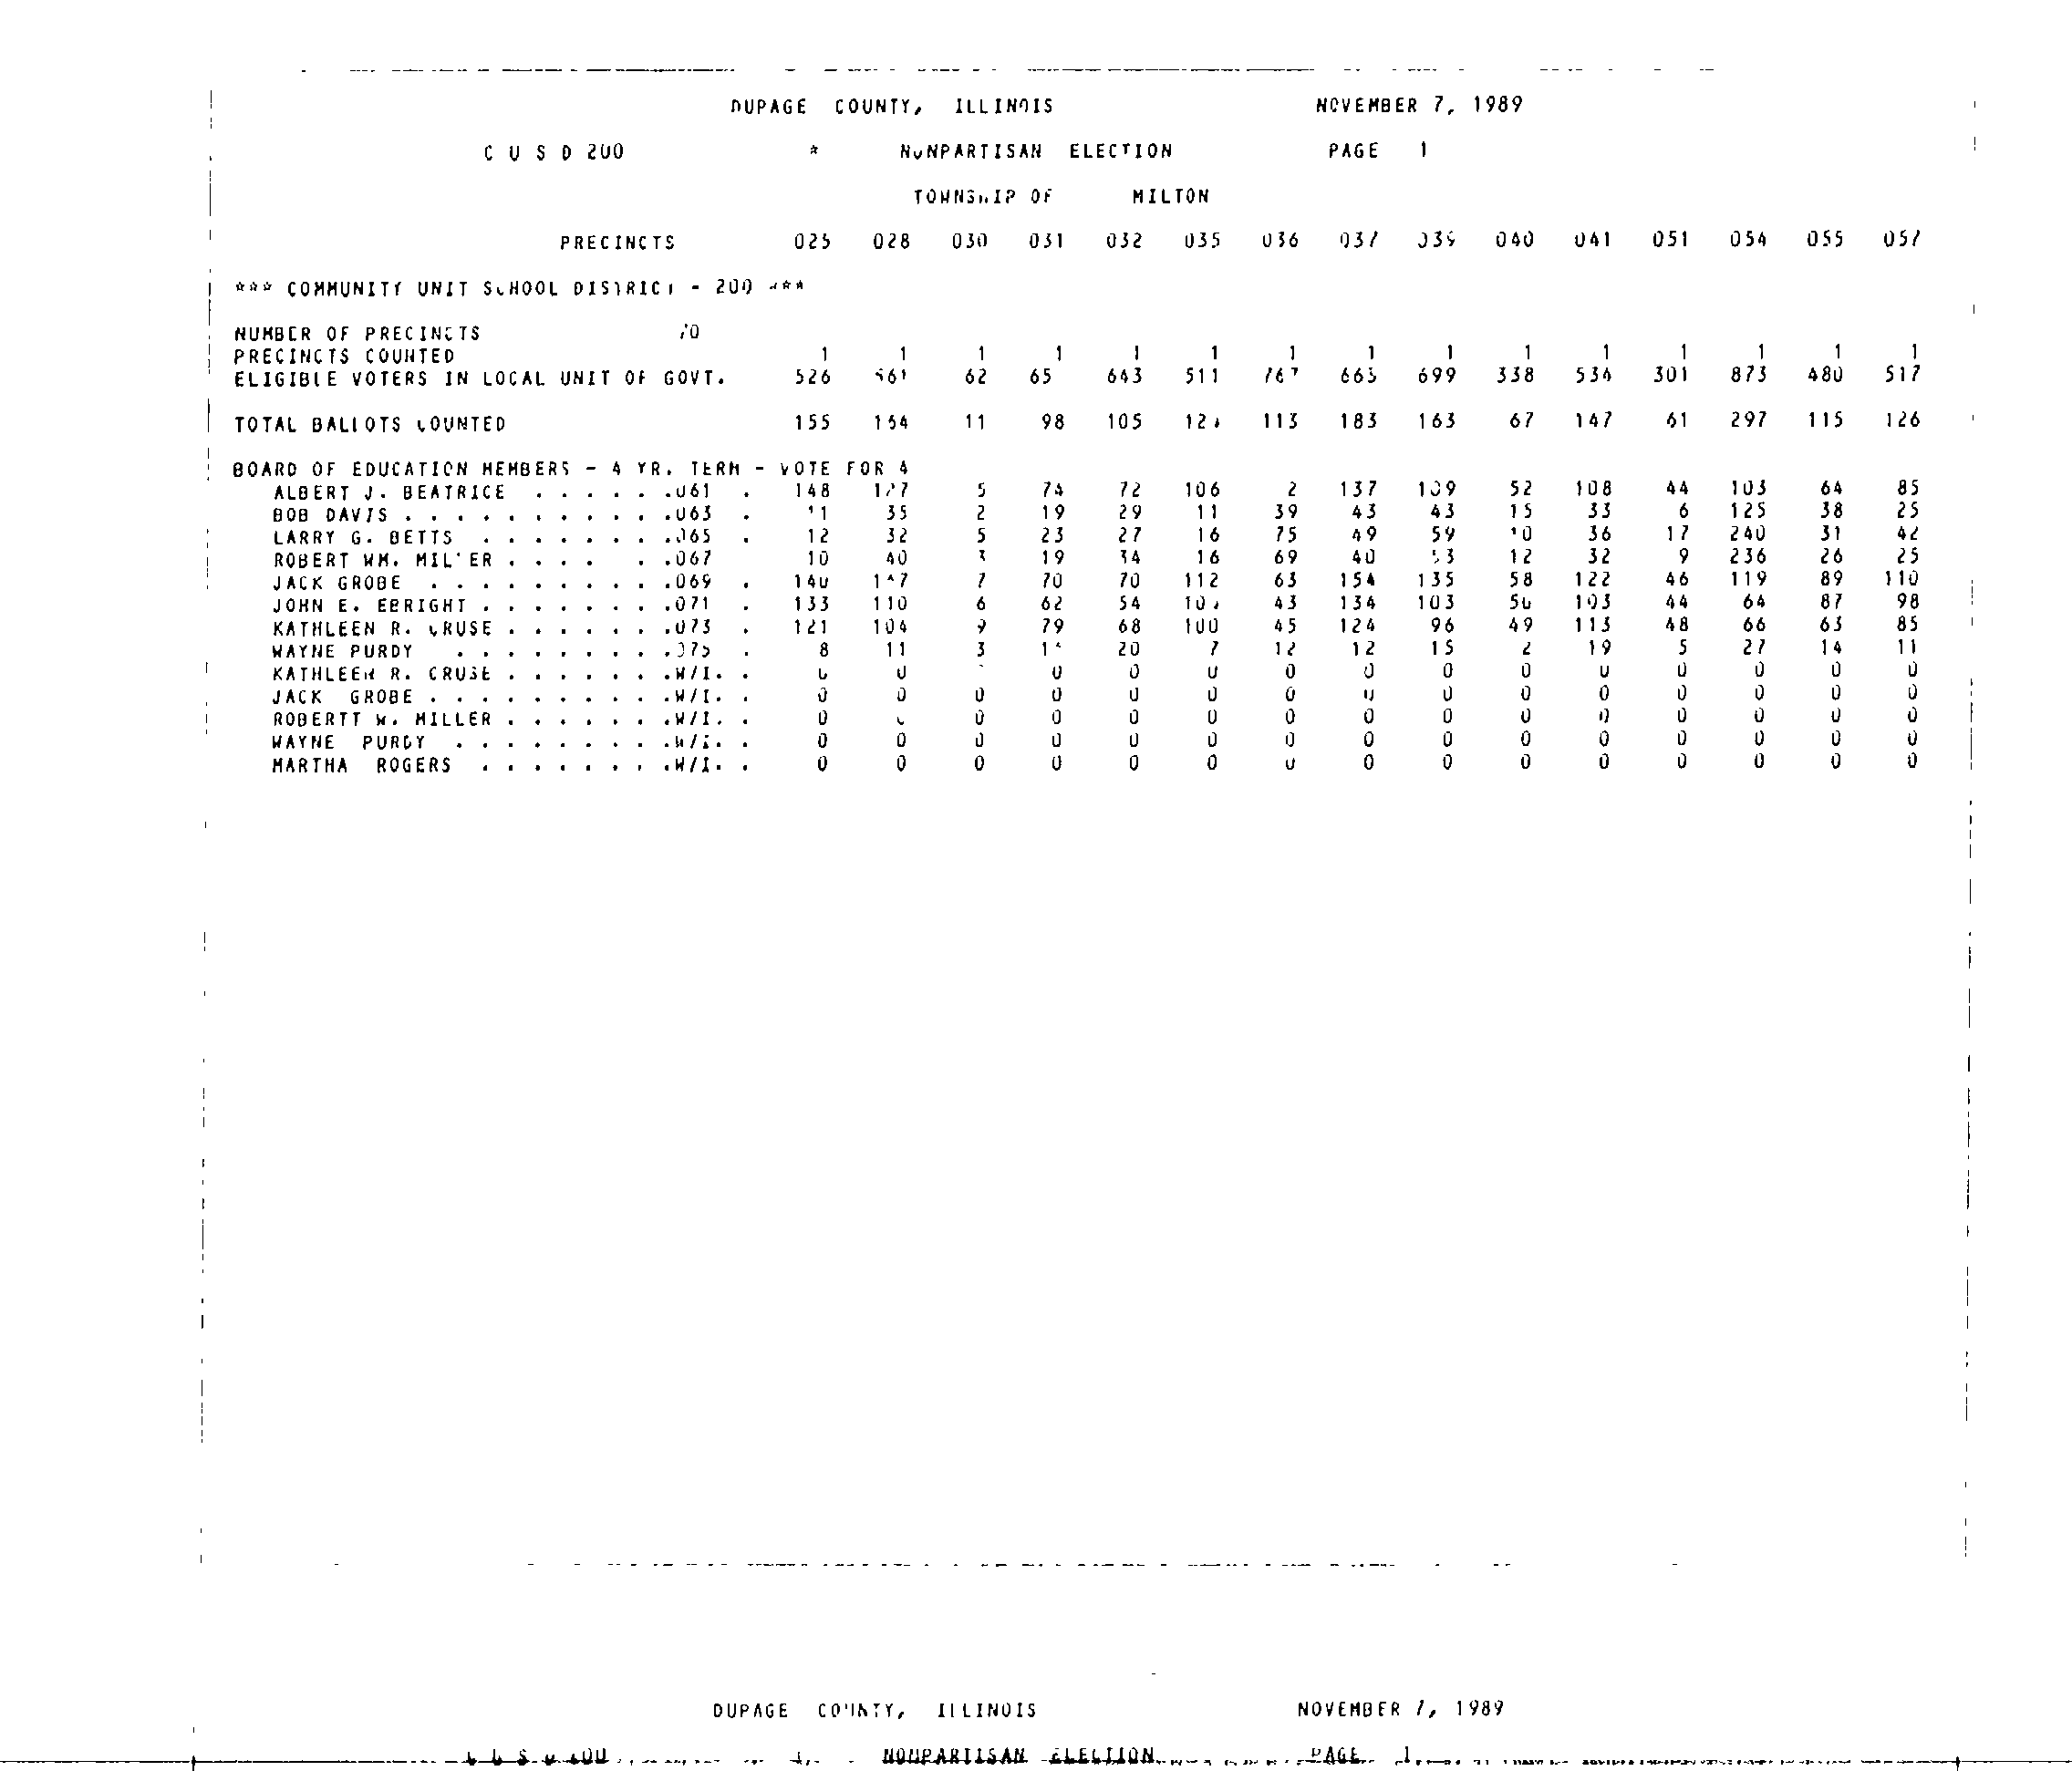 DUPAGE COUNTY, ILLINOIS NOVEMBER 7, 1989
C U S D 200 * NONPARTISAN ELECTION PAGE 1
TOWNSHIP OF MILTON
PRECINCTS 025 028 030 031 032 035 036 037 039 040 041 051 054 055 057
*** COMMUNITY UNIT SCHOOL DISTRICT - 200 ***
NUMBER OF PRECINCTS 70
PRECINCTS COUNTED 1 1 1 1 1 1 1 1 1 1 1 1 1 1 1
ELIGIBLE VOTERS IN LOCAL UNIT OF GOVT. 526 62 65 643 511 767 665 699 338 534 301 873 480 517
TOTAL BALLOTS COUNTED 155 154 11 98 105 113 183 163 67 147 61 297 115 126
BOARD OF EDUCATION MEMBERS - 4 YR. TERM - VOTE FOR 4
ALBERT J. BEATRICE . . . . . .061 . 148 127 5 74 72 106 2 137 109 52 108 44 103 64 85
BOB DAVIS . . . . . . . . . . .063 . 11 35 2 19 29 11 39 43 43 15 33 6 125 38 25
LARRY G. BETTS . . . . . . . .065 . 12 32 5 23 27 16 75 49 59 10 36 17 240 31 42
ROBERT WM. MILLER . . . . . .067 10 40 3 19 34 16 69 40 53 12 32 9 236 26 25
JACK GROBE . . . . . . . . . .069 . 140 7 70 70 112 63 154 135 58 122 46 119 89 110
JOHN E. EBRIGHT . . . . . . . .071 . 133 110 6 62 54 43 134 103 50 103 44 64 87 98
KATHLEEN R. CRUSE . . . . . . .073 . 121 104 9 79 68 100 45 124 96 49 113 48 66 63 85
WAYNE PURDY . . . . . . . . .075 . 8 11 3 20 7 12 12 15 2 19 5 27 14 11
KATHLEEN R. CRUSE . . . . . . .W/I. . 0 0 0 0 0 0 0 0 0 0 0 0 0 0
JACK GROBE . . . . . . . . . .W/I. . 0 0 0 0 0 0 0 0 0 0 0 0 0 0 0
ROBERTT W. MILLER . . . . . . .W/I. . 0 0 0 0 0 0 0 0 0 0 0 0 0 0
WAYNE PURDY . . . . . . . . .W/I. . 0 0 0 0 0 0 0 0 0 0 0 0 0 0 0
MARTHA ROGERS . . . . . . . .W/I. . 0 0 0 0 0 0 0 0 0 0 0 0 0 0 0
DUPAGE COUNTY, ILLINOIS NOVEMBER 7, 1989
C U S D 200 NONPARTISAN ELECTION PAGE 1